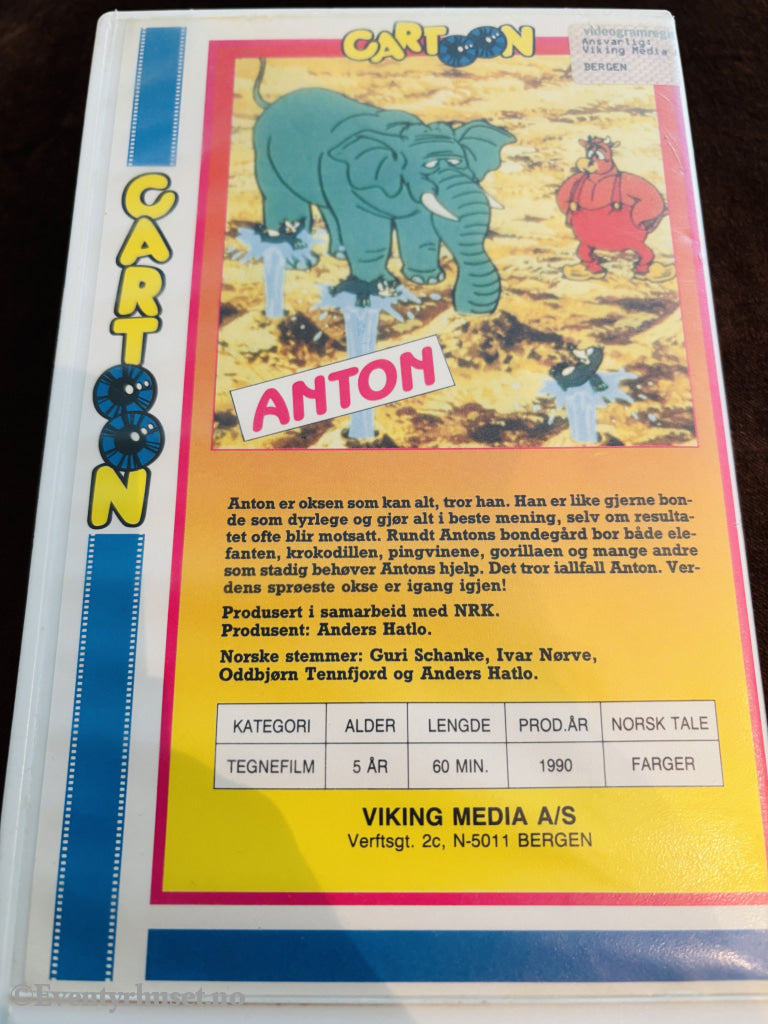 CARTOON
videogramregi
Ansvarlig:
Viking Media
BERGEN
CARTOON
ANTON
Anton er oksen som kan alt, tror han. Han er like gjerne bon-
de som dyrlege og gjør alt i beste mening, selv om resulta-
tet ofte blir motsatt. Rundt Antons bondegård bor både ele-
fanten, krokodillen, pingvinene, gorillaen og mange andre
som stadig behøver Antons hjelp. Det tror iallfall Anton. Ver-
dens sprøeste okse er igang igjen!
Produsert i samarbeid med NRK.
Produsent: Anders Hatlo.
Norske stemmer: Guri Schanke, Ivar Nørve,
Oddbjørn Tennfjord og Anders Hatlo.
KATEGORI ALDER LENGDE PROD.ÅR NORSK TALE
TEGNEFILM 5 ÅR 60 MIN. 1990 FARGER
VIKING MEDIA A/S
Verftsgt. 2c, N-5011 BERGEN
©Eventyrhuset.no